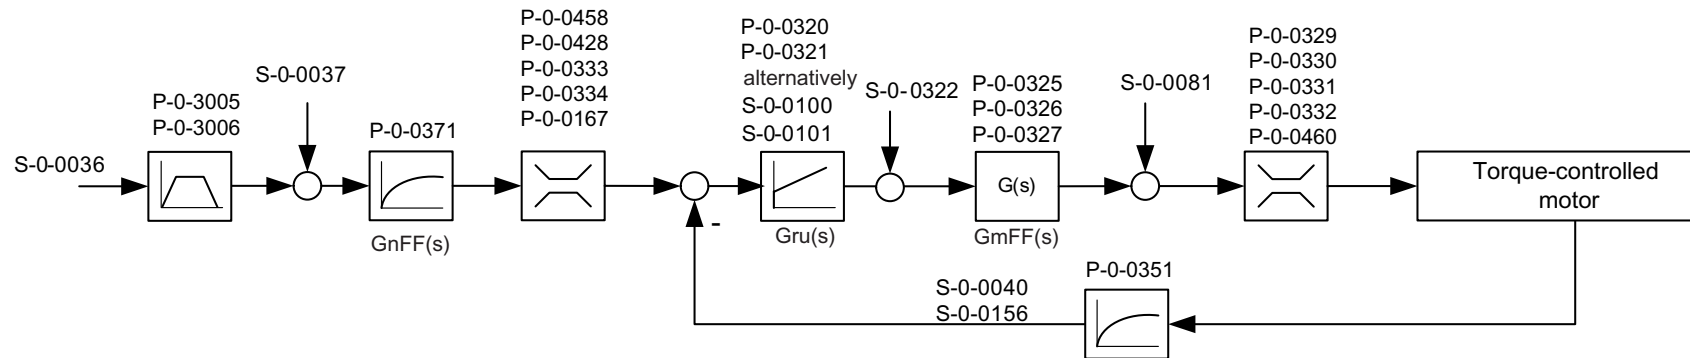 S-0-0036
P-0-3005
P-0-3006
S-0-0037
P-0-0371
GnFF(s)
P-0-0458
P-0-0428
P-0-0333
P-0-0334
P-0-0167
-
P-0-0320
P-0-0321
alternatively
S-0-0100
S-0-0101
Gru(s)
S-0-0322
P-0-0325
P-0-0326
P-0-0327
G(s)
GmFF(s)
S-0-0081
P-0-0329
P-0-0330
P-0-0331
P-0-0332
P-0-0460
Torque-controlled
motor
P-0-0351
S-0-0040
S-0-0156